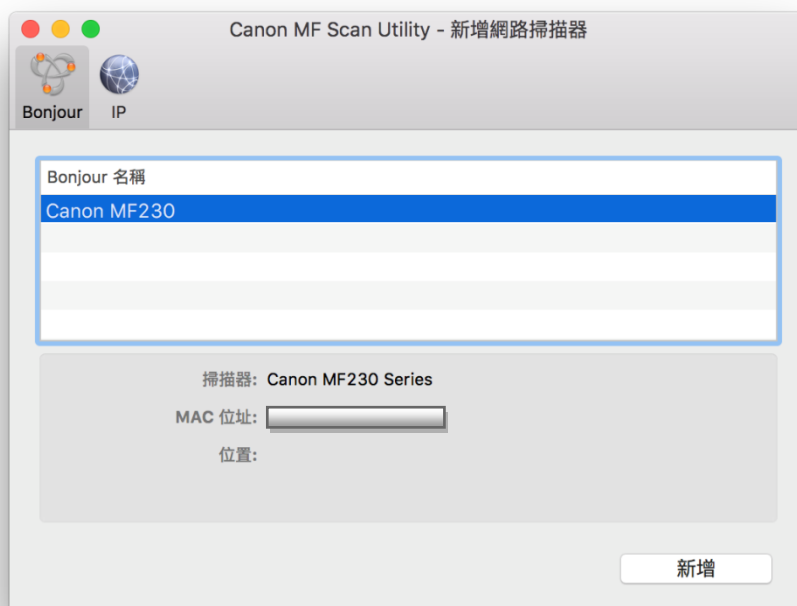 Canon MF Scan Utility - 新增網路掃描器
Bonjour IP
Bonjour 名稱
Canon MF230
掃描器: Canon MF230 Series
MAC 位址:
位置:
新增